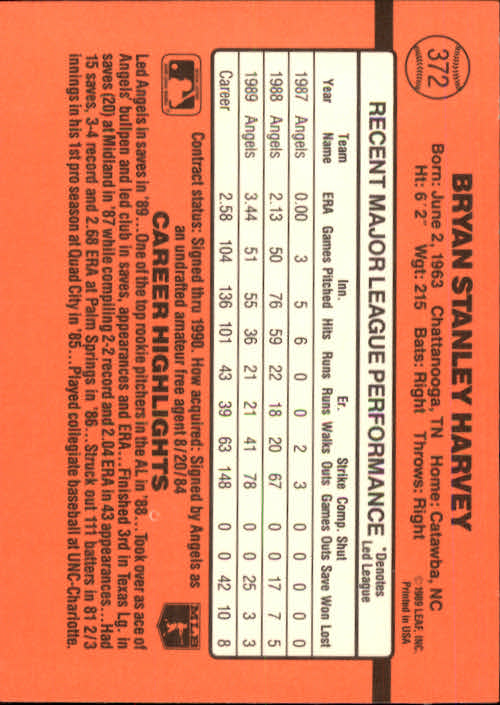 372
BRYAN STANLEY HARVEY
Born: June 2, 1963 Chattanooga, TN Home: Catawba, NC
Ht: 6'2" Wgt: 215 Bats: Right Throws: Right
© 1989 LEAF, INC.
Printed in USA
RECENT MAJOR LEAGUE PERFORMANCE *Denotes Led League
Year Team Name ERA Games Inn. Pitched Hits Runs Er. Runs Walks Strike Outs Comp. Games Shut Outs Save Won Lost
1987 Angels 0.00 3 5 6 0 0 2 3 0 0 0 0 0
1988 Angels 2.13 50 76 59 22 18 20 67 0 0 17 7 5
1989 Angels 3.44 51 55 36 21 21 41 78 0 0 25 3 3
Career 2.58 104 136 101 43 39 63 148 0 0 42 10 8
Contract status: Signed thru 1990. How acquired: Signed by Angels as
an undrafted amateur free agent 8/20/84
MLB
CAREER HIGHLIGHTS
Led Angels in saves in '89...One of the top rookie pitchers in the AL in '88...Took over as ace of
Angels' bullpen and led club in saves, appearances and ERA...Finished 3rd in Texas Lg. in
saves (20) at Midland in '87 while compiling 2-2 record and 2.04 ERA in 43 appearances...Had
15 saves, 3-4 record and 2.68 ERA at Palm Springs in '86...Struck out 111 batters in 81 2/3
innings in his 1st pro season at Quad City in '85...Played collegiate baseball at UNC-Charlotte.